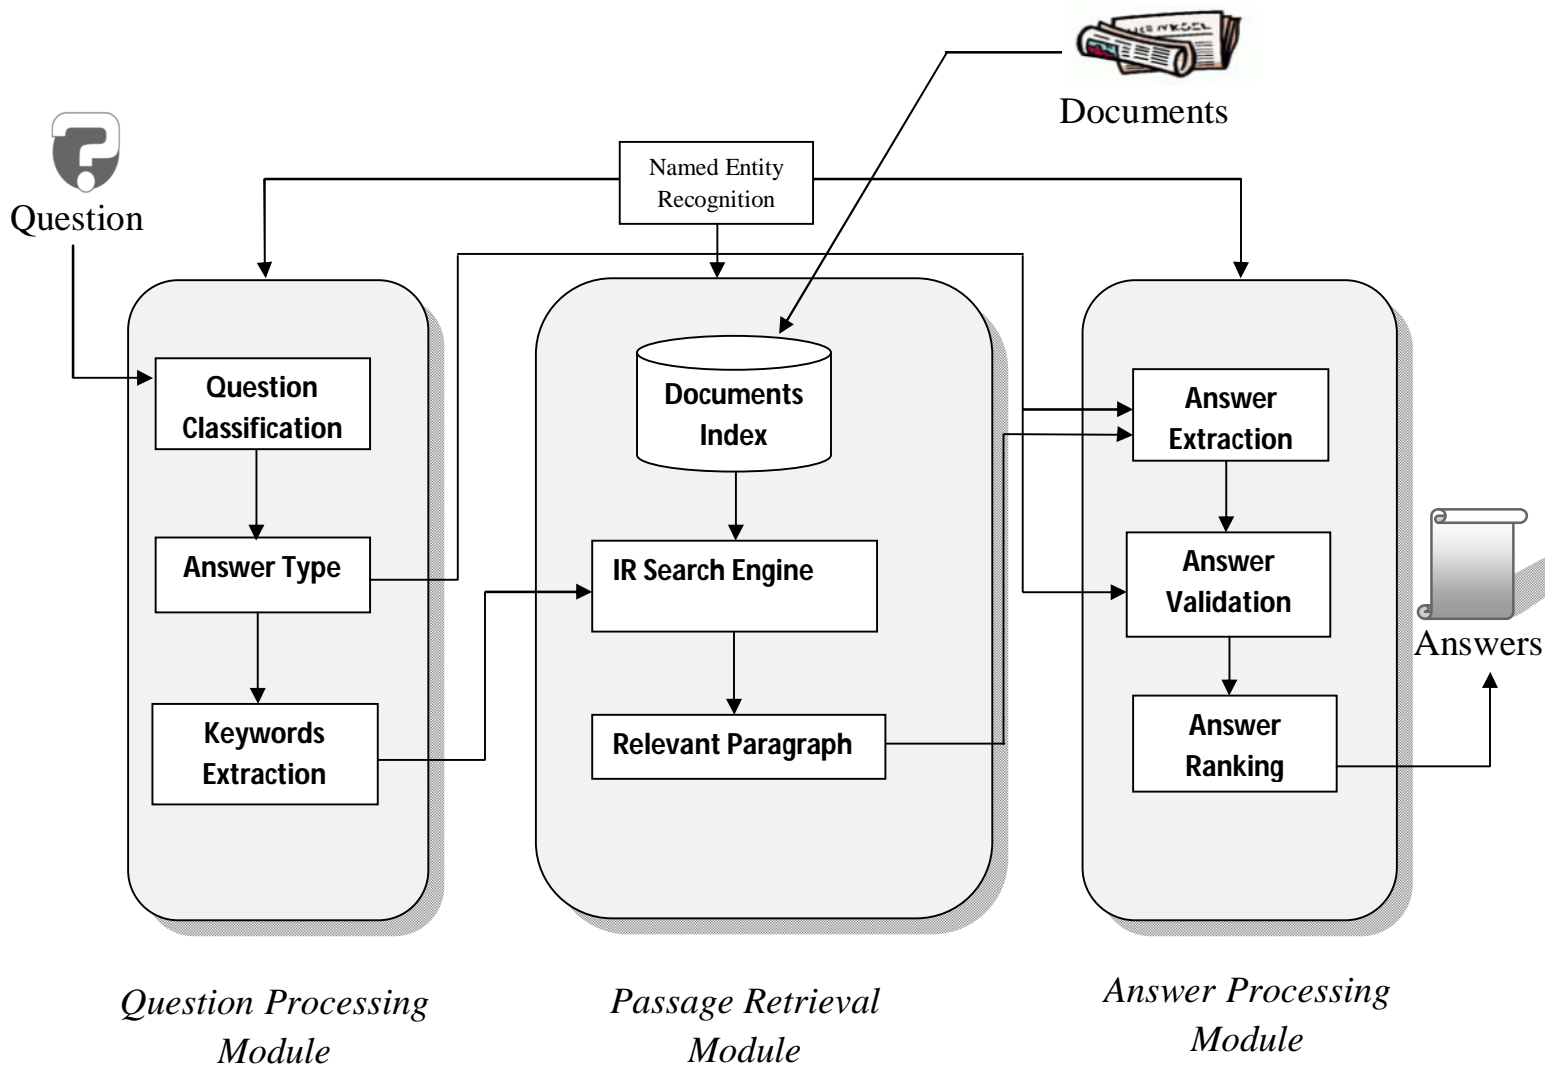 Documents
Named Entity
Recognition
Question
Question
Classification
Answer Type
Keywords
Extraction
Documents
Index
IR Search Engine
Relevant Paragraph
Answer
Extraction
Answer
Validation
Answer
Ranking
Answers
Question Processing
Module
Passage Retrieval
Module
Answer Processing
Module